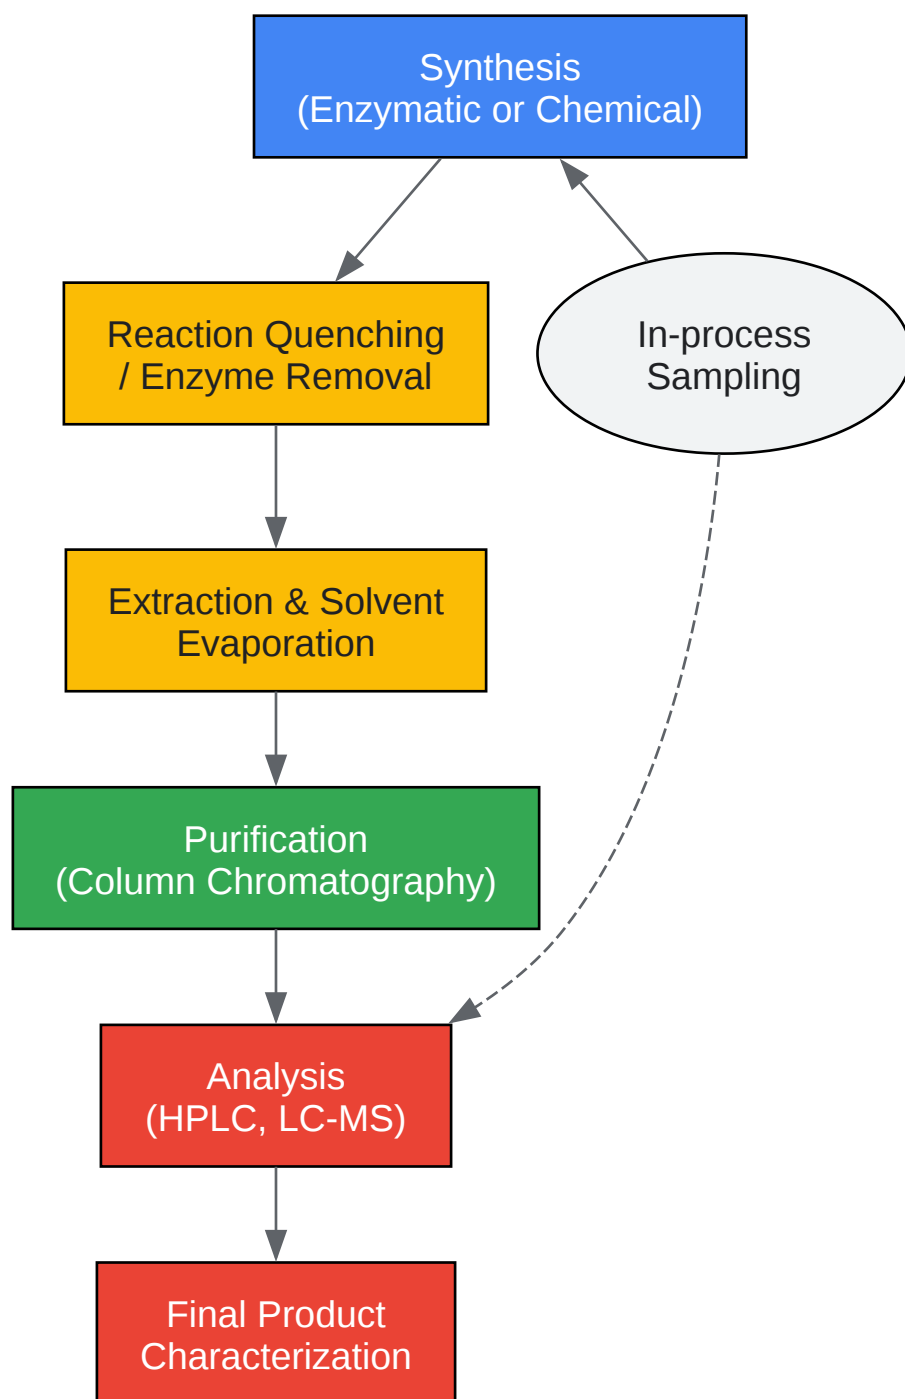 Synthesis
(Enzymatic or Chemical)
Reaction Quenching
/ Enzyme Removal
In-process
Sampling
Extraction & Solvent
Evaporation
Purification
(Column Chromatography)
Analysis
(HPLC, LC-MS)
Final Product
Characterization